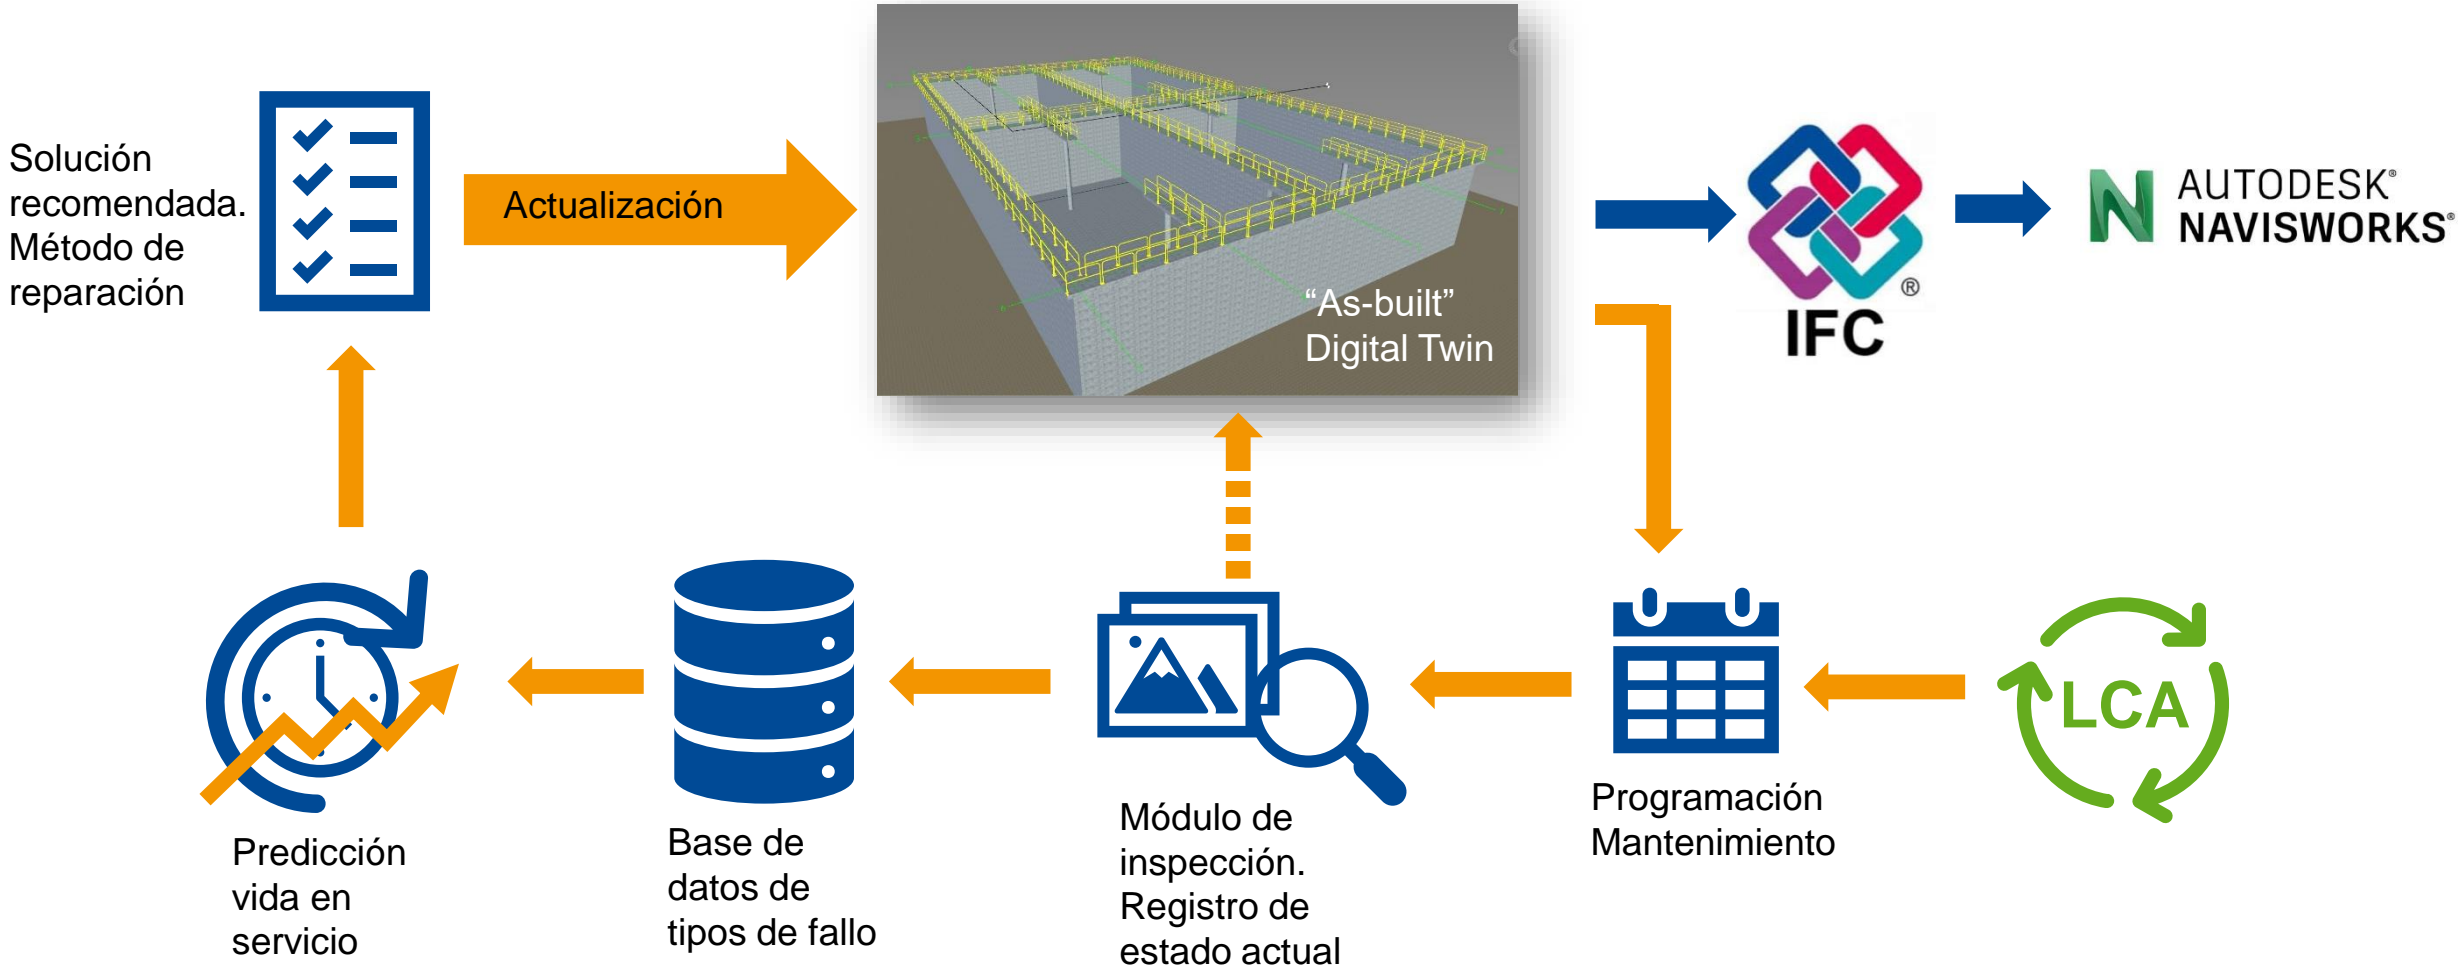 Solución
recomendada.
Método de
reparación
Actualización
“As-built”
Digital Twin
®
IFC
AUTODESK®
NAVISWORKS®
LCA
Predicción
vida en
servicio
Base de
datos de
tipos de fallo
Módulo de
inspección.
Registro de
estado actual
Programación
Mantenimiento